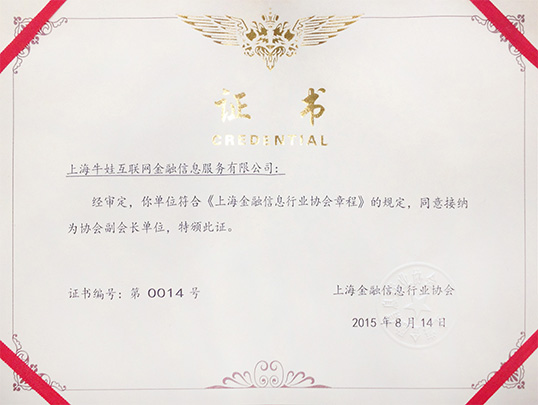 证书
CREDENTIAL
上海牛娃互联网金融信息服务有限公司：
经审定，你单位符合《上海金融信息行业协会章程》的规定，同意接纳
为协会副会长单位，特颁此证。
证书编号：第 0014 号
上海金融信息行业协会
2015 年 8 月 14 日